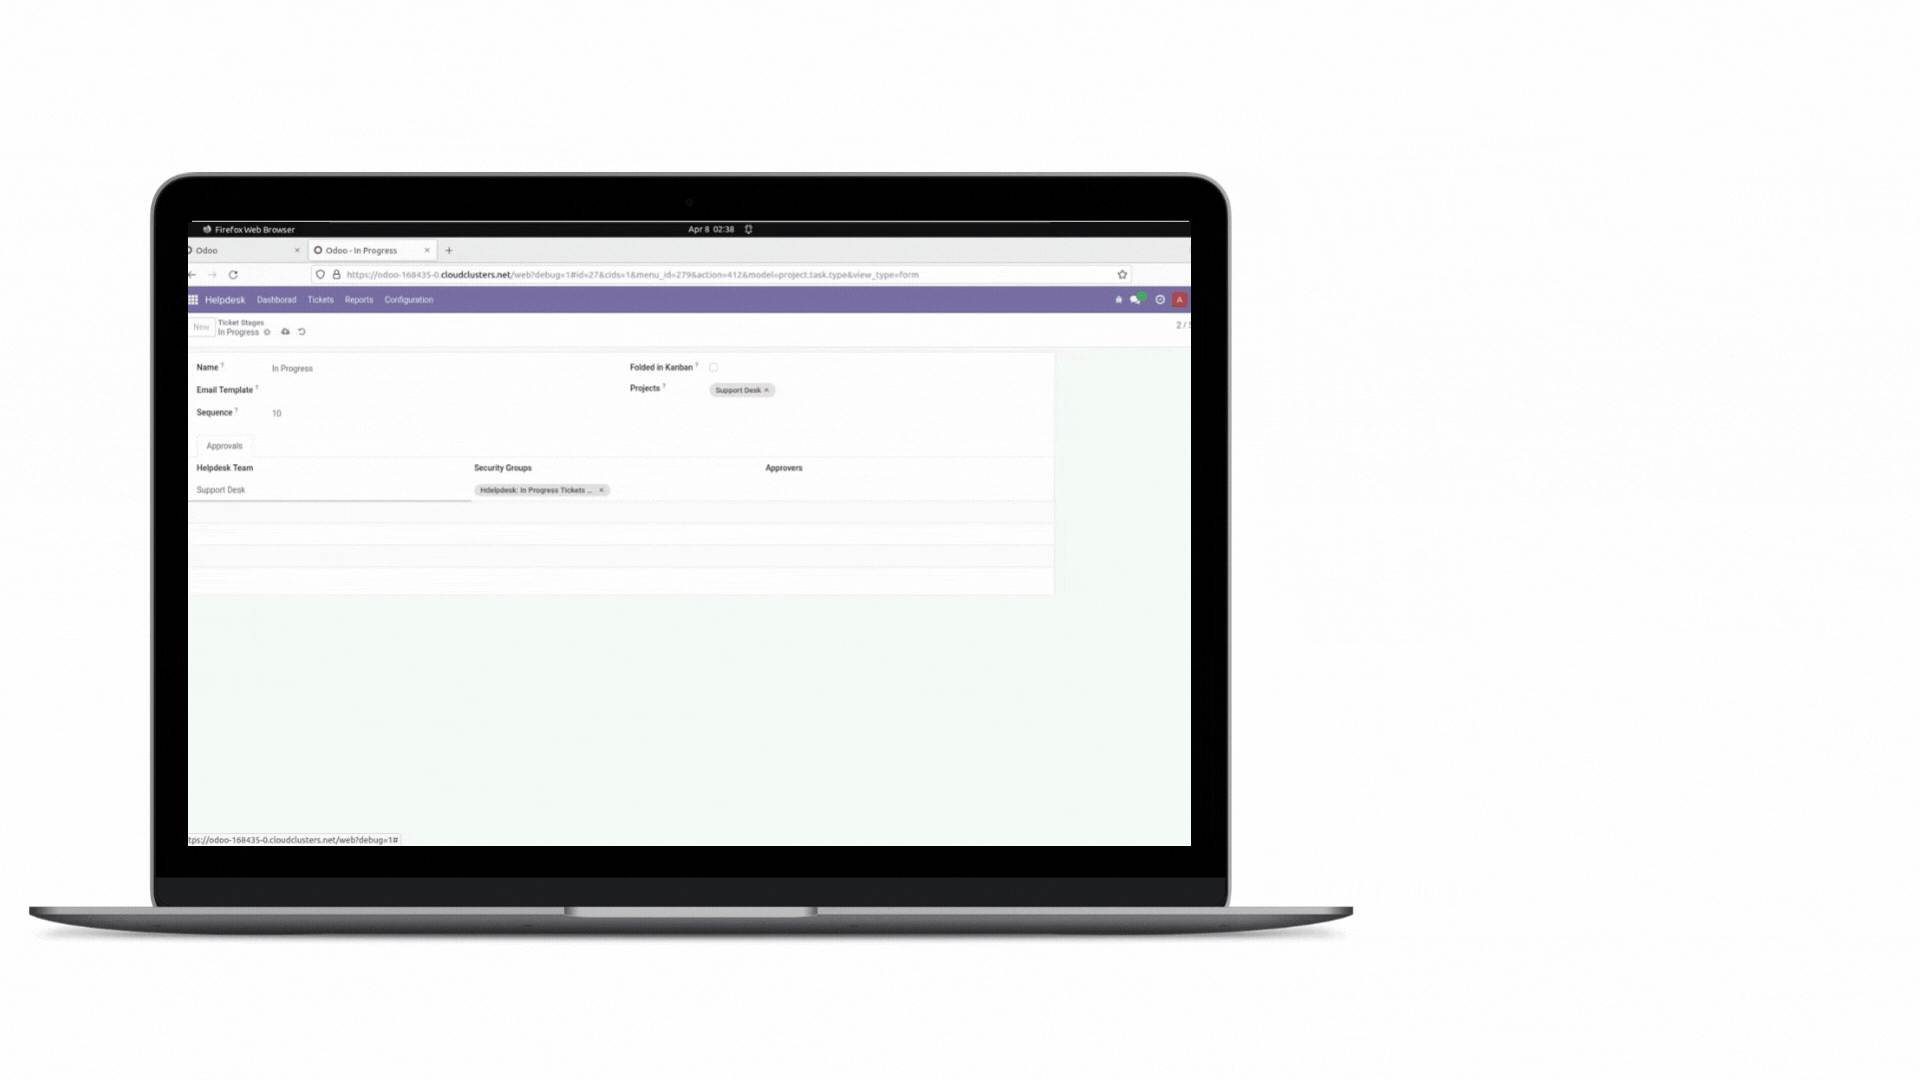 Firefox Web Browser
Apr 8 02:38
Odoo
Odoo - In Progress
https://odoo-168435-0.cloudclusters.net/web?debug=1#id=27&cids=1&menu_id=279&action=412&model=project.task.type&view_type=form
Helpdesk Dashborad Tickets Reports Configuration
A
New
Ticket Stages
In Progress
2 /
Name ? In Progress
Folded in Kanban ?
Email Template ?
Projects ? Support Desk ×
Sequence ? 10
Approvals
Helpdesk Team Security Groups Approvers
Support Desk Hdelpdesk: In Progress Tickets ... ×
tps://odoo-168435-0.cloudclusters.net/web?debug=1#